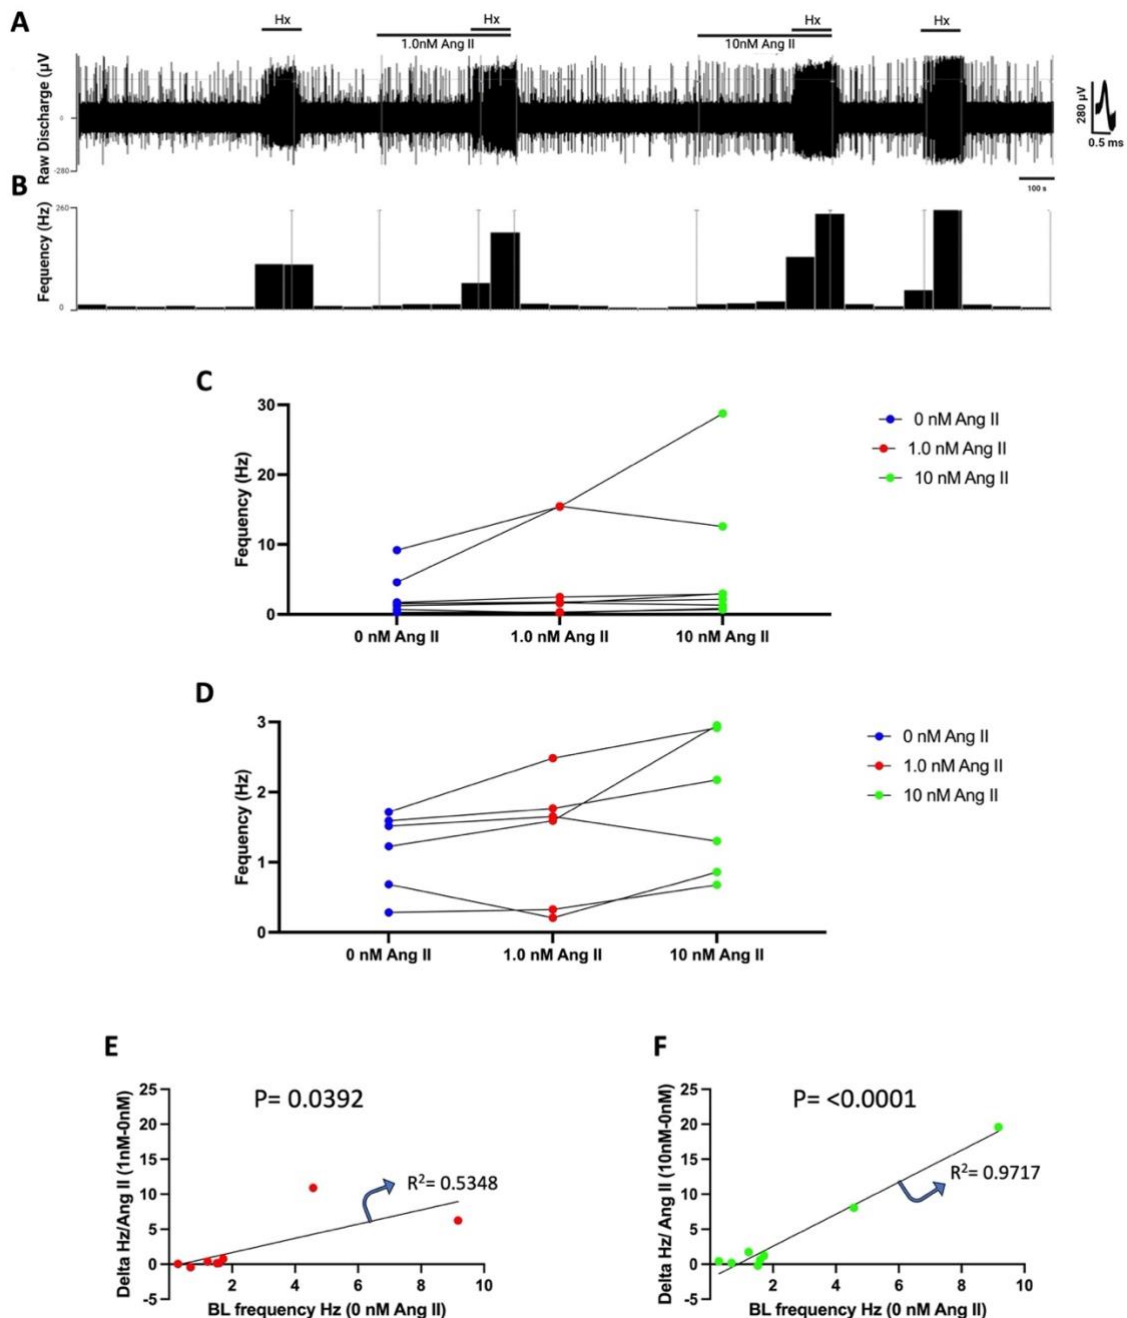 A
Hx
Hx
Hx
Hx
1.0nM Ang II
10nM Ang II
Raw Discharge (µV
0
-280
280 µV
0.5 ms
100 s
B
Fequency (Hz)
260
0
C
Fequency (Hz)
30
20
10
0
0 nM Ang II
1.0 nM Ang II
10 nM Ang II
0 nM Ang II
1.0 nM Ang II
10 nM Ang II
D
Fequency (Hz)
3
2
1
0
0 nM Ang II
1.0 nM Ang II
10 nM Ang II
0 nM Ang II
1.0 nM Ang II
10 nM Ang II
E
Delta Hz/Ang II (1nM-0nM)
25
20
15
10
5
0
-5
P= 0.0392
R²= 0.5348
2
4
6
8
10
BL frequency Hz (0 nM Ang II)
F
Delta Hz/ Ang II (10nM-0nM)
25
20
15
10
5
0
-5
P= <0.0001
R²= 0.9717
2
4
6
8
10
BL frequency Hz (0 nM Ang II)